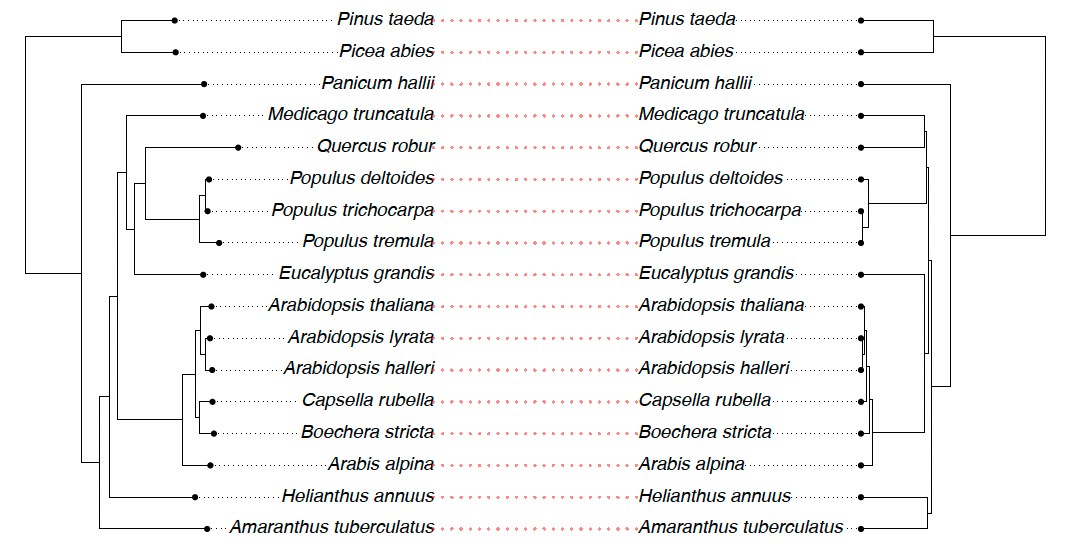 Pinus taeda Pinus taeda
Picea abies Picea abies
Panicum hallii Panicum hallii
Medicago truncatula Medicago truncatula
Quercus robur Quercus robur
Populus deltoides Populus deltoides
Populus trichocarpa Populus trichocarpa
Populus tremula Populus tremula
Eucalyptus grandis Eucalyptus grandis
Arabidopsis thaliana Arabidopsis thaliana
Arabidopsis lyrata Arabidopsis lyrata
Arabidopsis halleri Arabidopsis halleri
Capsella rubella Capsella rubella
Boechera stricta Boechera stricta
Arabis alpina Arabis alpina
Helianthus annuus Helianthus annuus
Amaranthus tuberculatus Amaranthus tuberculatus